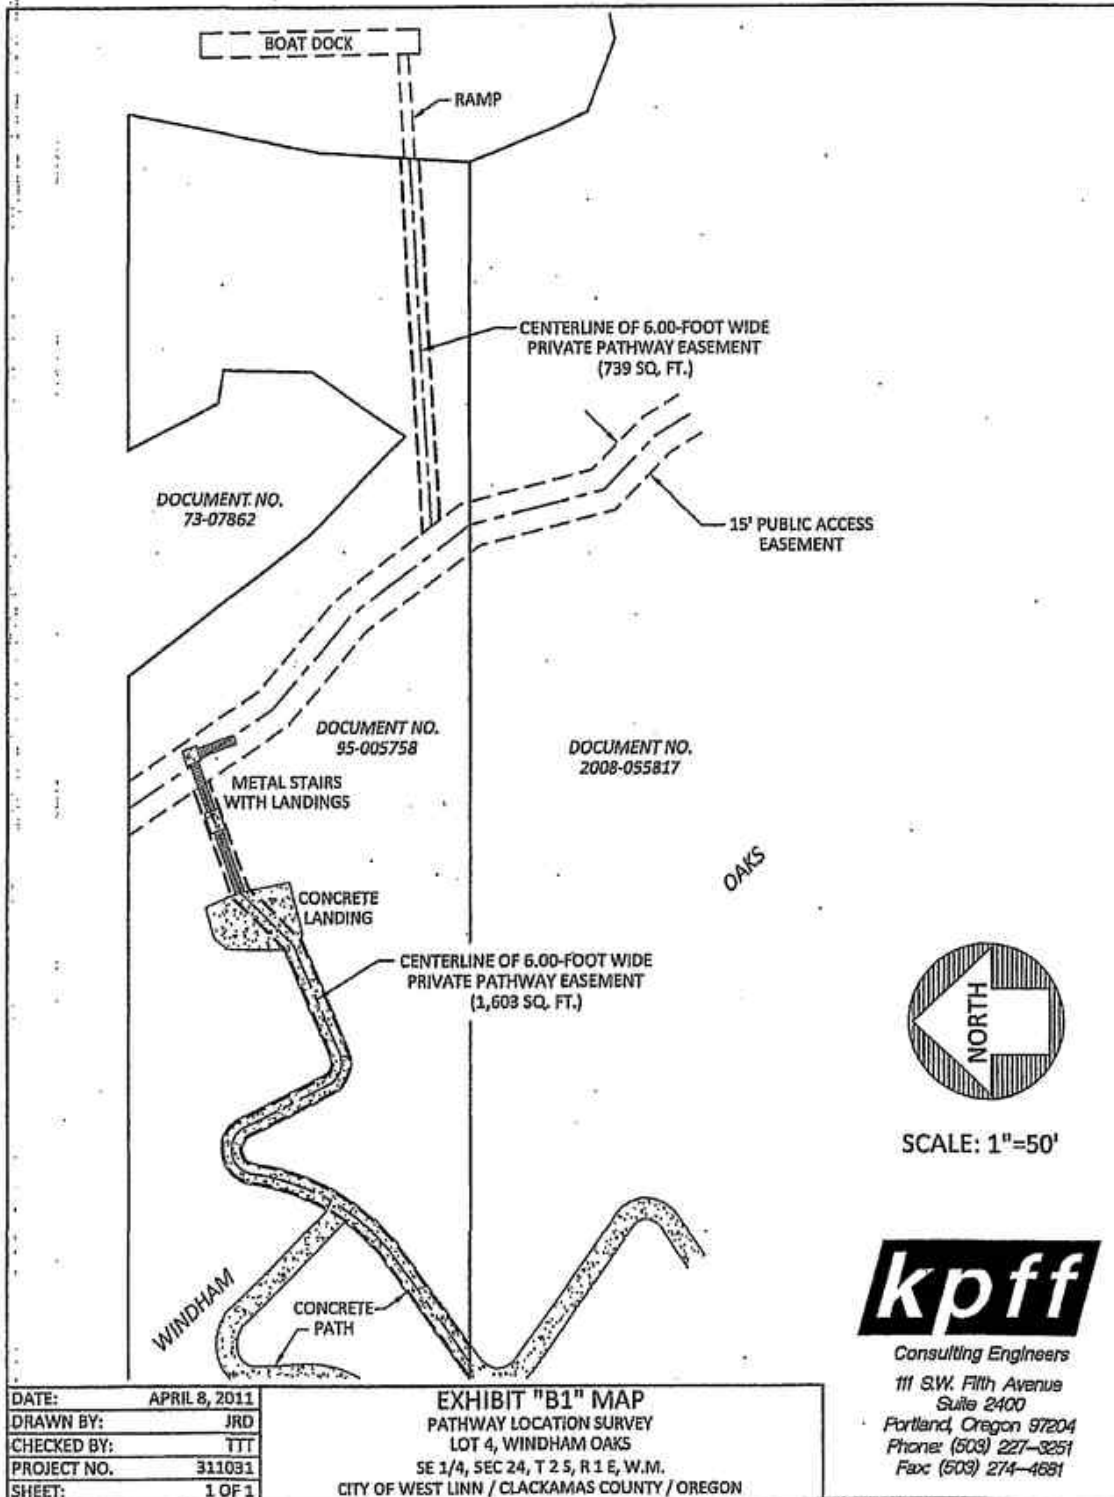 BOAT DOCK
RAMP
CENTERLINE OF 6.00-FOOT WIDE
PRIVATE PATHWAY EASEMENT
(739 SQ. FT.)
DOCUMENT NO.
73-07862
15' PUBLIC ACCESS
EASEMENT
DOCUMENT NO.
95-005758
DOCUMENT NO.
2008-055817
METAL STAIRS
WITH LANDINGS
OAKS
CONCRETE
LANDING
CENTERLINE OF 6.00-FOOT WIDE
PRIVATE PATHWAY EASEMENT
(1,603 SQ. FT.)
NORTH
SCALE: 1"=50'
WINDHAM
CONCRETE
PATH
kpff
Consulting Engineers
111 S.W. Fifth Avenue
Suite 2400
Portland, Oregon 97204
Phone: (503) 227-3251
Fax: (503) 274-4681
DATE: APRIL 8, 2011
DRAWN BY: JRD
CHECKED BY: TTT
PROJECT NO. 311031
SHEET: 1 OF 1
EXHIBIT "B1" MAP
PATHWAY LOCATION SURVEY
LOT 4, WINDHAM OAKS
SE 1/4, SEC 24, T 2 S, R 1 E, W.M.
CITY OF WEST LINN / CLACKAMAS COUNTY / OREGON